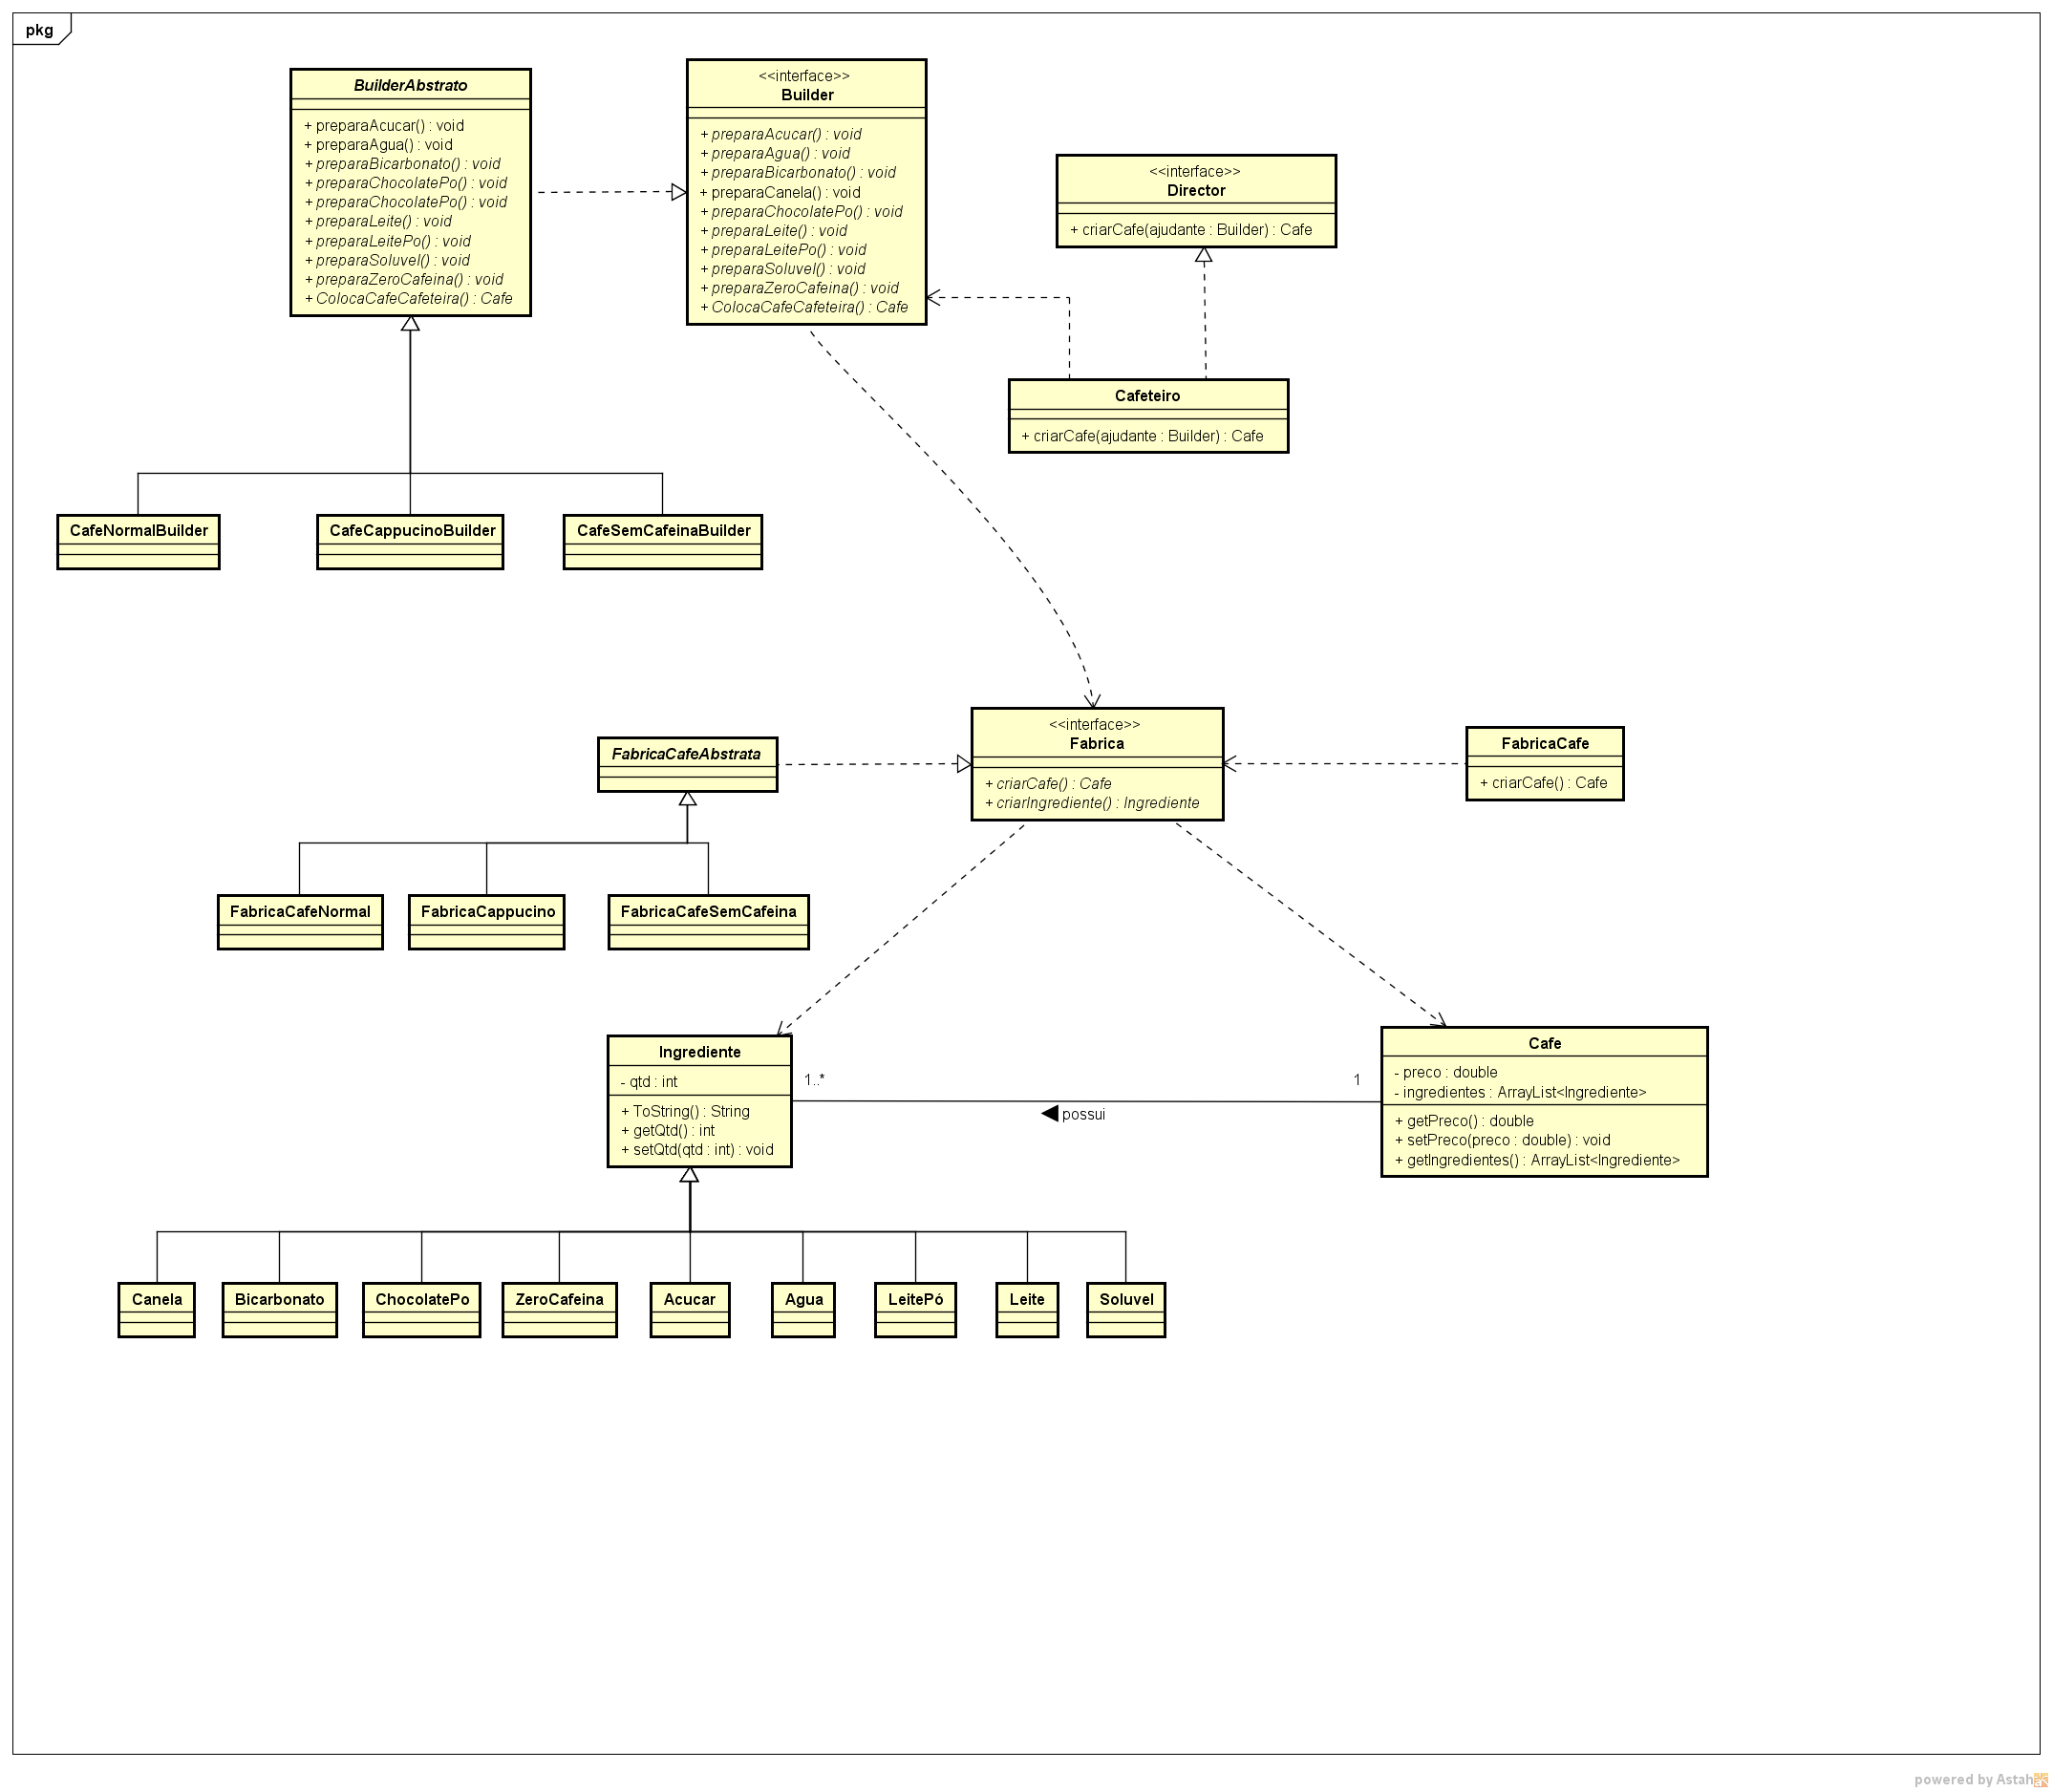 pkg
BuilderAbstrato
+ preparaAcucar() : void
+ preparaAgua() : void
+ preparaBicarbonato() : void
+ preparaChocolatePo() : void
+ preparaChocolatePo() : void
+ preparaLeite() : void
+ preparaLeitePo() : void
+ preparaSoluvel() : void
+ preparaZeroCafeina() : void
+ ColocaCafeCafeteira() : Cafe
<<interface>>
Builder
+ preparaAcucar() : void
+ preparaAgua() : void
+ preparaBicarbonato() : void
+ preparaCanela() : void
+ preparaChocolatePo() : void
+ preparaLeite() : void
+ preparaLeitePo() : void
+ preparaSoluvel() : void
+ preparaZeroCafeina() : void
+ ColocaCafeCafeteira() : Cafe
<<interface>>
Director
+ criarCafe(ajudante : Builder) : Cafe
Cafeteiro
+ criarCafe(ajudante : Builder) : Cafe
CafeNormalBuilder
CafeCappucinoBuilder
CafeSemCafeinaBuilder
FabricaCafeAbstrata
<<interface>>
Fabrica
+ criarCafe() : Cafe
+ criarIngrediente() : Ingrediente
FabricaCafe
+ criarCafe() : Cafe
FabricaCafeNormal
FabricaCappucino
FabricaCafeSemCafeina
Ingrediente
- qtd : int
+ ToString() : String
+ getQtd() : int
+ setQtd(qtd : int) : void
1..*
1
possui
Cafe
- preco : double
- ingredientes : ArrayList<Ingrediente>
+ getPreco() : double
+ setPreco(preco : double) : void
+ getIngredientes() : ArrayList<Ingrediente>
Canela
Bicarbonato
ChocolatePo
ZeroCafeina
Acucar
Agua
LeitePó
Leite
Soluvel
powered by Astah